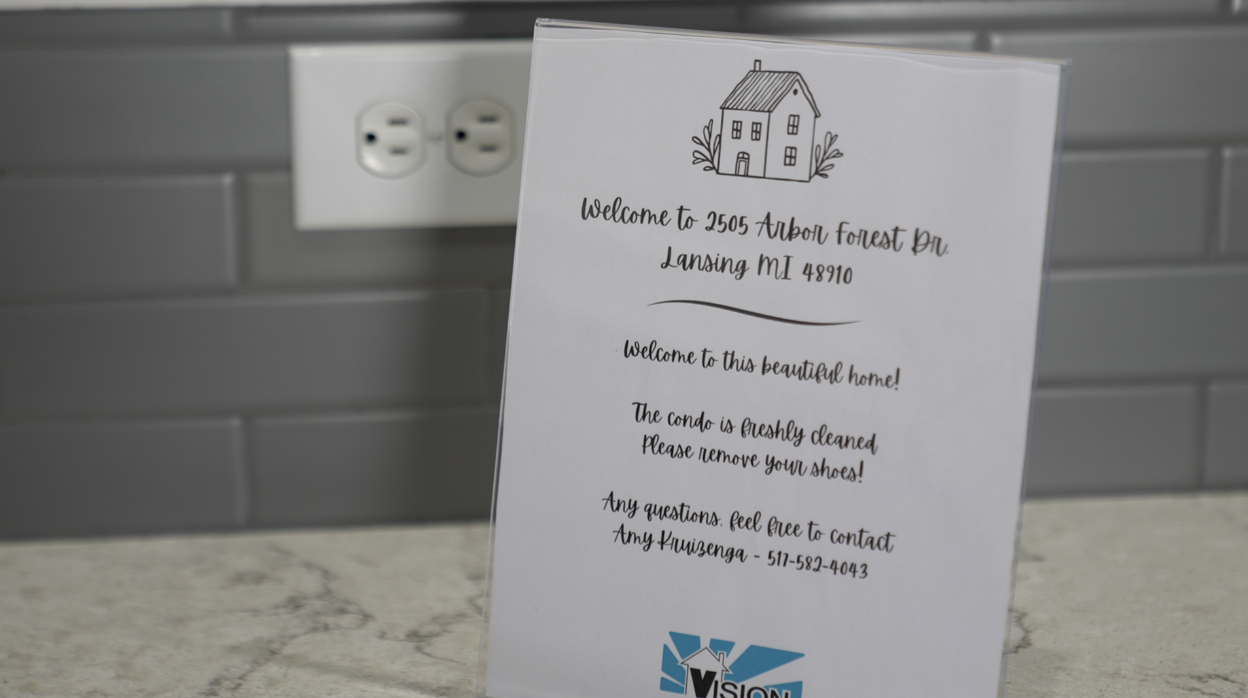 Welcome to 2505 Arbor Forest Dr.
Lansing MI 48910
Welcome to this beautiful home!
The condo is freshly cleaned
Please remove your shoes!
Any questions, feel free to contact
Amy Kruizenga - 517-582-4043
VISION